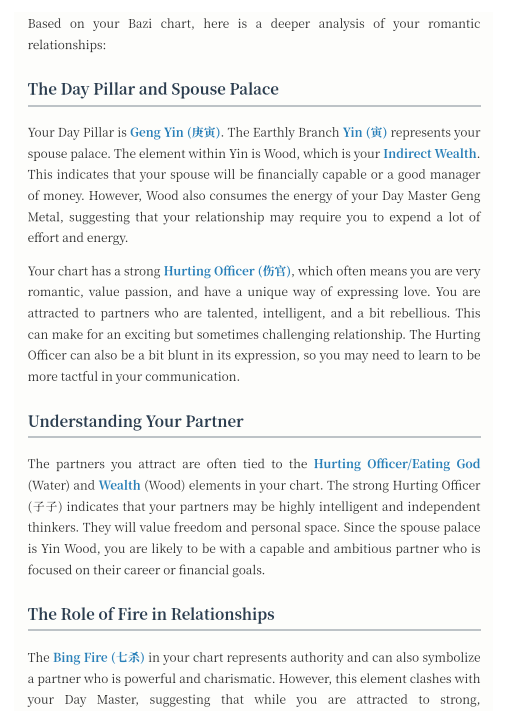 Based on your Bazi chart, here is a deeper analysis of your romantic
relationships:
The Day Pillar and Spouse Palace
Your Day Pillar is Geng Yin (庚寅). The Earthly Branch Yin (寅) represents your
spouse palace. The element within Yin is Wood, which is your Indirect Wealth.
This indicates that your spouse will be financially capable or a good manager
of money. However, Wood also consumes the energy of your Day Master Geng
Metal, suggesting that your relationship may require you to expend a lot of
effort and energy.
Your chart has a strong Hurting Officer (伤官), which often means you are very
romantic, value passion, and have a unique way of expressing love. You are
attracted to partners who are talented, intelligent, and a bit rebellious. This
can make for an exciting but sometimes challenging relationship. The Hurting
Officer can also be a bit blunt in its expression, so you may need to learn to be
more tactful in your communication.
Understanding Your Partner
The partners you attract are often tied to the Hurting Officer/Eating God
(Water) and Wealth (Wood) elements in your chart. The strong Hurting Officer
(子子) indicates that your partners may be highly intelligent and independent
thinkers. They will value freedom and personal space. Since the spouse palace
is Yin Wood, you are likely to be with a capable and ambitious partner who is
focused on their career or financial goals.
The Role of Fire in Relationships
The Bing Fire (七杀) in your chart represents authority and can also symbolize
a partner who is powerful and charismatic. However, this element clashes with
your Day Master, suggesting that while you are attracted to strong,